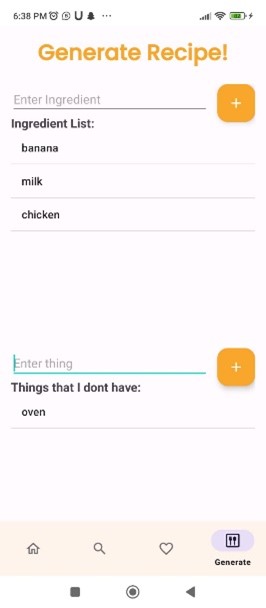 6:38 PM
Generate Recipe!
Enter Ingredient
+
Ingredient List:
banana
milk
chicken
Enter thing
+
Things that I dont have:
oven
Generate